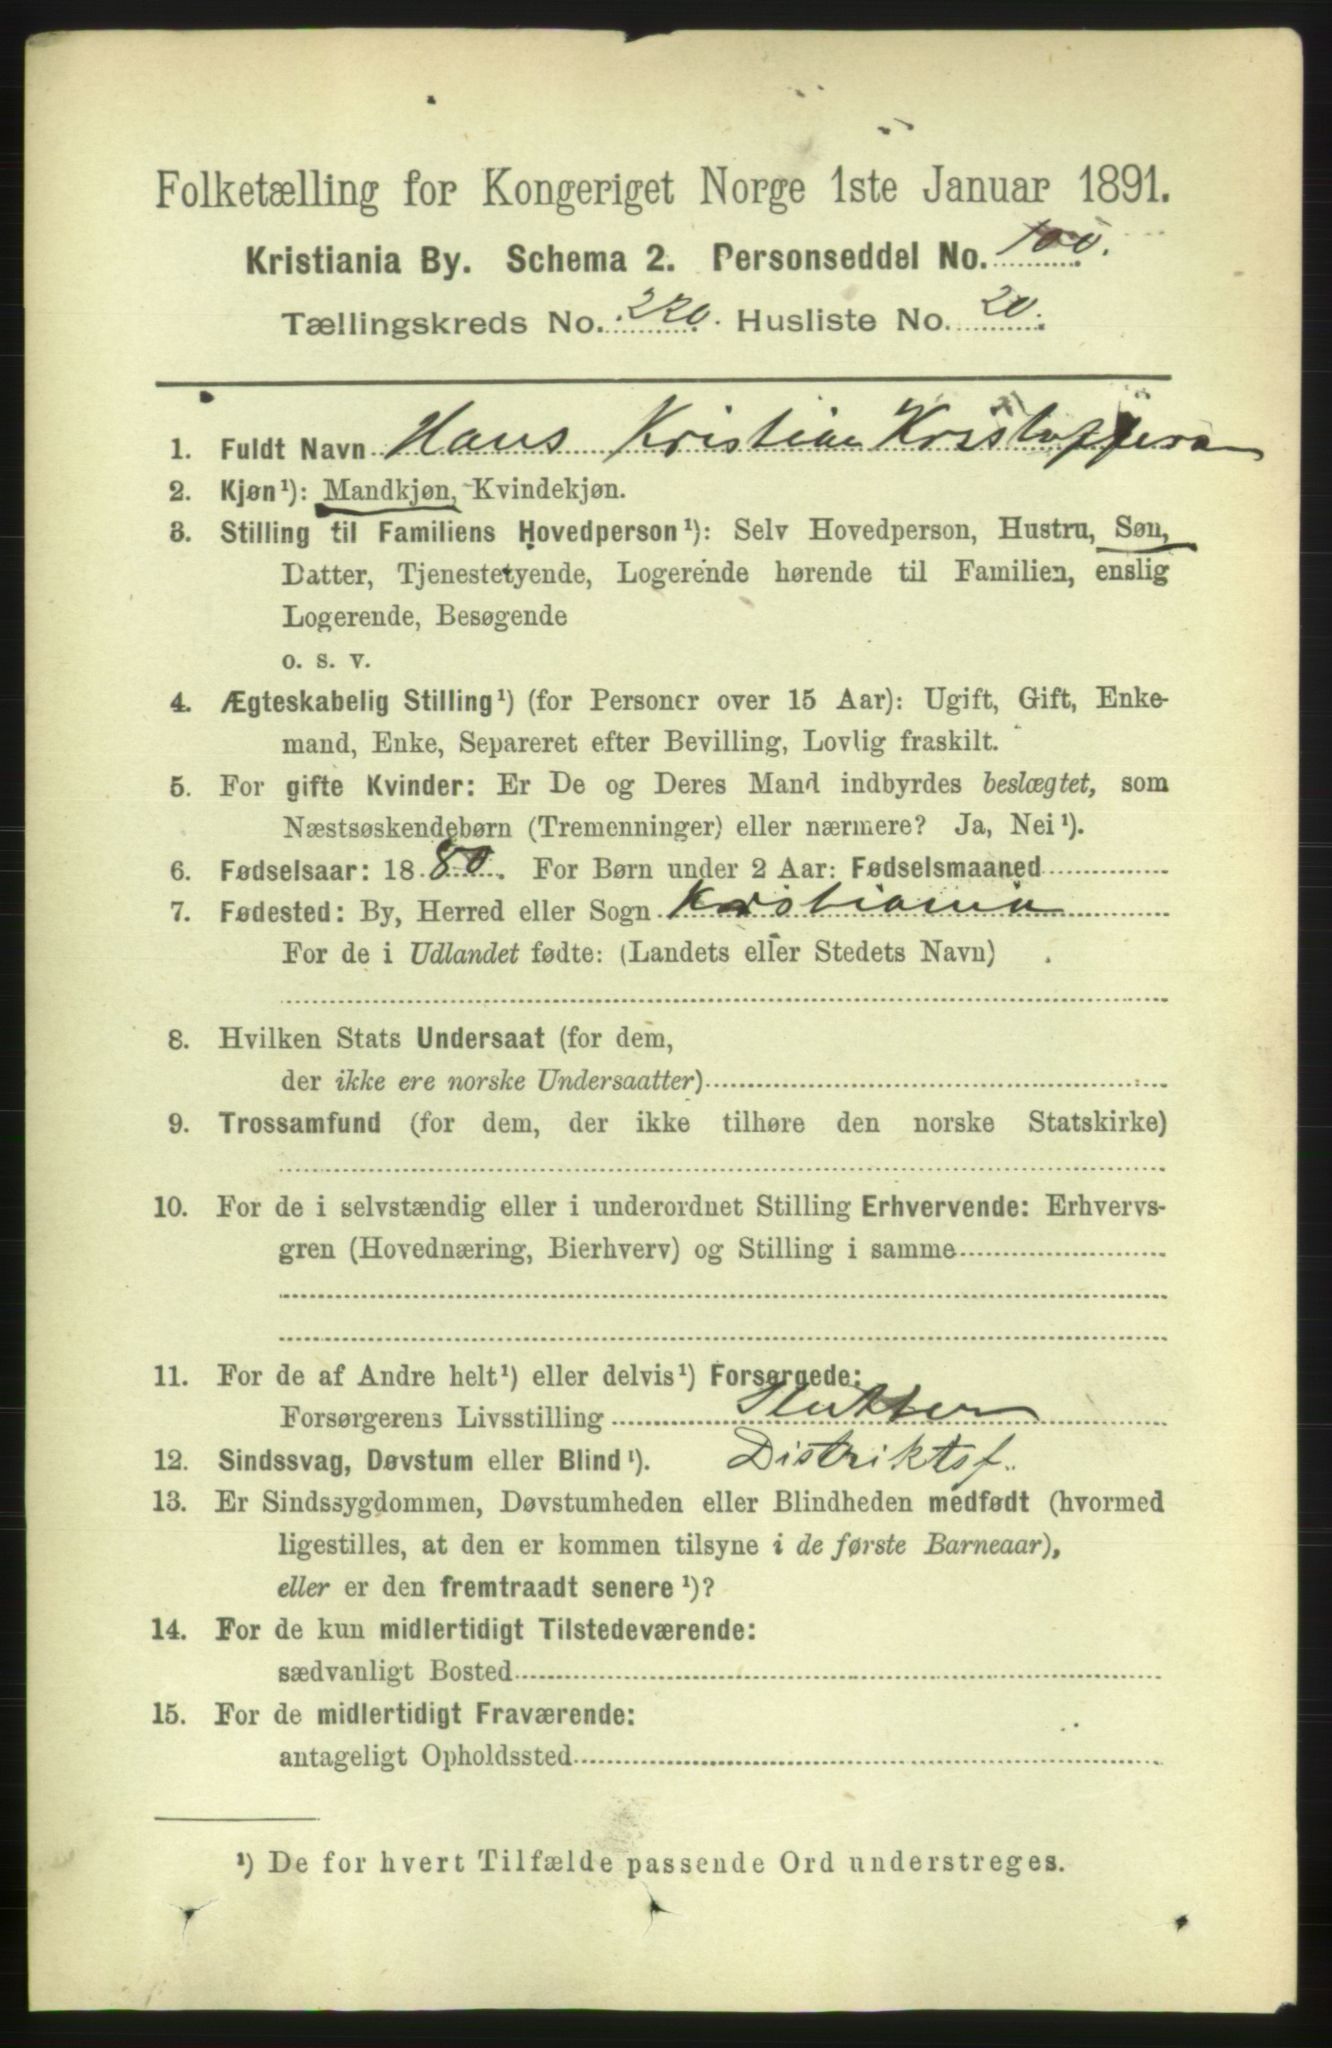 Folketælling for Kongeriget Norge 1ste Januar 1891.
Kristiania By. Schema 2. Personseddel No. 100.
Tællingskreds No. 220. Husliste No. 20.
1. Fuldt Navn Hans Kristian
2. Kjøn¹): Mandkjøn, Kvindekjøn.
3. Stilling til Familiens Hovedperson¹): Selv Hovedperson, Hustru, Søn,
Datter, Tjenestetyende, Logerende hørende til Familien, enslig
Logerende, Besøgende
o. s. v.
4. Ægteskabelig Stilling¹) (for Personer over 15 Aar): Ugift, Gift, Enke-
mand, Enke, Separeret efter Bevilling, Lovlig fraskilt.
5. For gifte Kvinder: Er De og Deres Mand indbyrdes beslægtet, som
Næstsøskendebørn (Tremenninger) eller nærmere? Ja, Nei¹).
6. Fødselsaar: 1880. For Børn under 2 Aar: Fødselsmaaned
7. Fødested: By, Herred eller Sogn Kristiania
For de i Udlandet fødte: (Landets eller Stedets Navn)
8. Hvilken Stats Undersaat (for dem,
der ikke ere norske Undersaatter)
9. Trossamfund (for dem, der ikke tilhøre den norske Statskirke)
10. For de i selvstændig eller i underordnet Stilling Erhvervende: Erhvervs-
gren (Hovednæring, Bierhverv) og Stilling i samme
11. For de af Andre helt¹) eller delvis¹) Forsørgede:
Forsørgerens Livsstilling
12. Sindssvag, Døvstum eller Blind¹). Distriktsf.
13. Er Sindssygdommen, Døvstumheden eller Blindheden medfødt (hvormed
ligestilles, at den er kommen tilsyne i de første Barneaar),
eller er den fremtraadt senere¹)?
14. For de kun midlertidigt Tilstedeværende:
sædvanligt Bosted
15. For de midlertidigt Fraværende:
antageligt Opholdssted
¹) De for hvert Tilfælde passende Ord understreges.